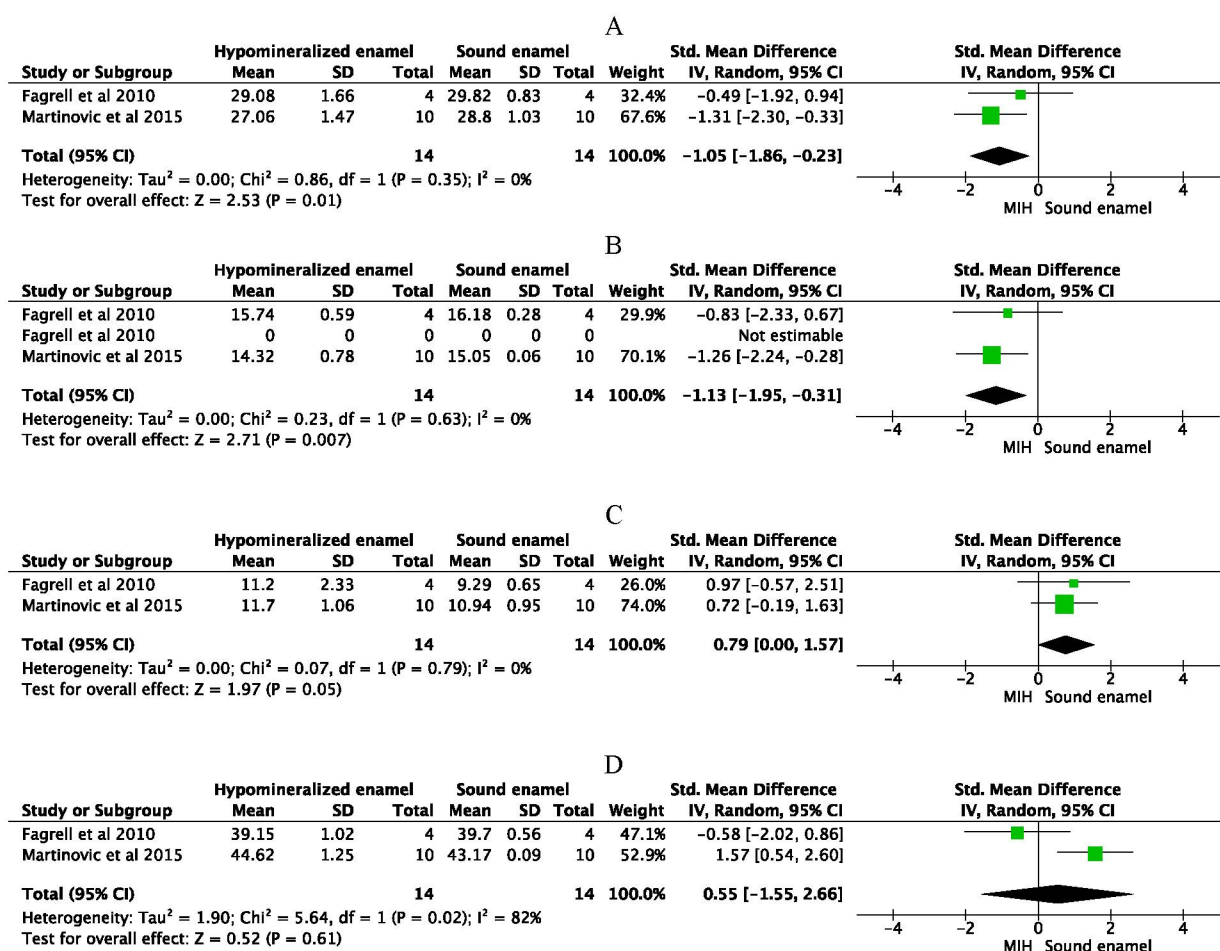 A
Hypomineralized enamel Sound enamel Std. Mean Difference Std. Mean Difference
Study or Subgroup Mean SD Total Mean SD Total Weight IV, Random, 95% CI IV, Random, 95% CI
Fagrell et al 2010 29.08 1.66 4 29.82 0.83 4 32.4% −0.49 [−1.92, 0.94]
Martinovic et al 2015 27.06 1.47 10 28.8 1.03 10 67.6% −1.31 [−2.30, −0.33]
Total (95% CI) 14 14 100.0% −1.05 [−1.86, −0.23]
Heterogeneity: Tau² = 0.00; Chi² = 0.86, df = 1 (P = 0.35); I² = 0%
Test for overall effect: Z = 2.53 (P = 0.01)
−4 −2 0 2 4
MIH Sound enamel
B
Hypomineralized enamel Sound enamel Std. Mean Difference Std. Mean Difference
Study or Subgroup Mean SD Total Mean SD Total Weight IV, Random, 95% CI IV, Random, 95% CI
Fagrell et al 2010 15.74 0.59 4 16.18 0.28 4 29.9% −0.83 [−2.33, 0.67]
Fagrell et al 2010 0 0 0 0 0 0 Not estimable
Martinovic et al 2015 14.32 0.78 10 15.05 0.06 10 70.1% −1.26 [−2.24, −0.28]
Total (95% CI) 14 14 100.0% −1.13 [−1.95, −0.31]
Heterogeneity: Tau² = 0.00; Chi² = 0.23, df = 1 (P = 0.63); I² = 0%
Test for overall effect: Z = 2.71 (P = 0.007)
−4 −2 0 2 4
MIH Sound enamel
C
Hypomineralized enamel Sound enamel Std. Mean Difference Std. Mean Difference
Study or Subgroup Mean SD Total Mean SD Total Weight IV, Random, 95% CI IV, Random, 95% CI
Fagrell et al 2010 11.2 2.33 4 9.29 0.65 4 26.0% 0.97 [−0.57, 2.51]
Martinovic et al 2015 11.7 1.06 10 10.94 0.95 10 74.0% 0.72 [−0.19, 1.63]
Total (95% CI) 14 14 100.0% 0.79 [0.00, 1.57]
Heterogeneity: Tau² = 0.00; Chi² = 0.07, df = 1 (P = 0.79); I² = 0%
Test for overall effect: Z = 1.97 (P = 0.05)
−4 −2 0 2 4
MIH Sound enamel
D
Hypomineralized enamel Sound enamel Std. Mean Difference Std. Mean Difference
Study or Subgroup Mean SD Total Mean SD Total Weight IV, Random, 95% CI IV, Random, 95% CI
Fagrell et al 2010 39.15 1.02 4 39.7 0.56 4 47.1% −0.58 [−2.02, 0.86]
Martinovic et al 2015 44.62 1.25 10 43.17 0.09 10 52.9% 1.57 [0.54, 2.60]
Total (95% CI) 14 14 100.0% 0.55 [−1.55, 2.66]
Heterogeneity: Tau² = 1.90; Chi² = 5.64, df = 1 (P = 0.02); I² = 82%
Test for overall effect: Z = 0.52 (P = 0.61)
−4 −2 0 2 4
MIH Sound enamel